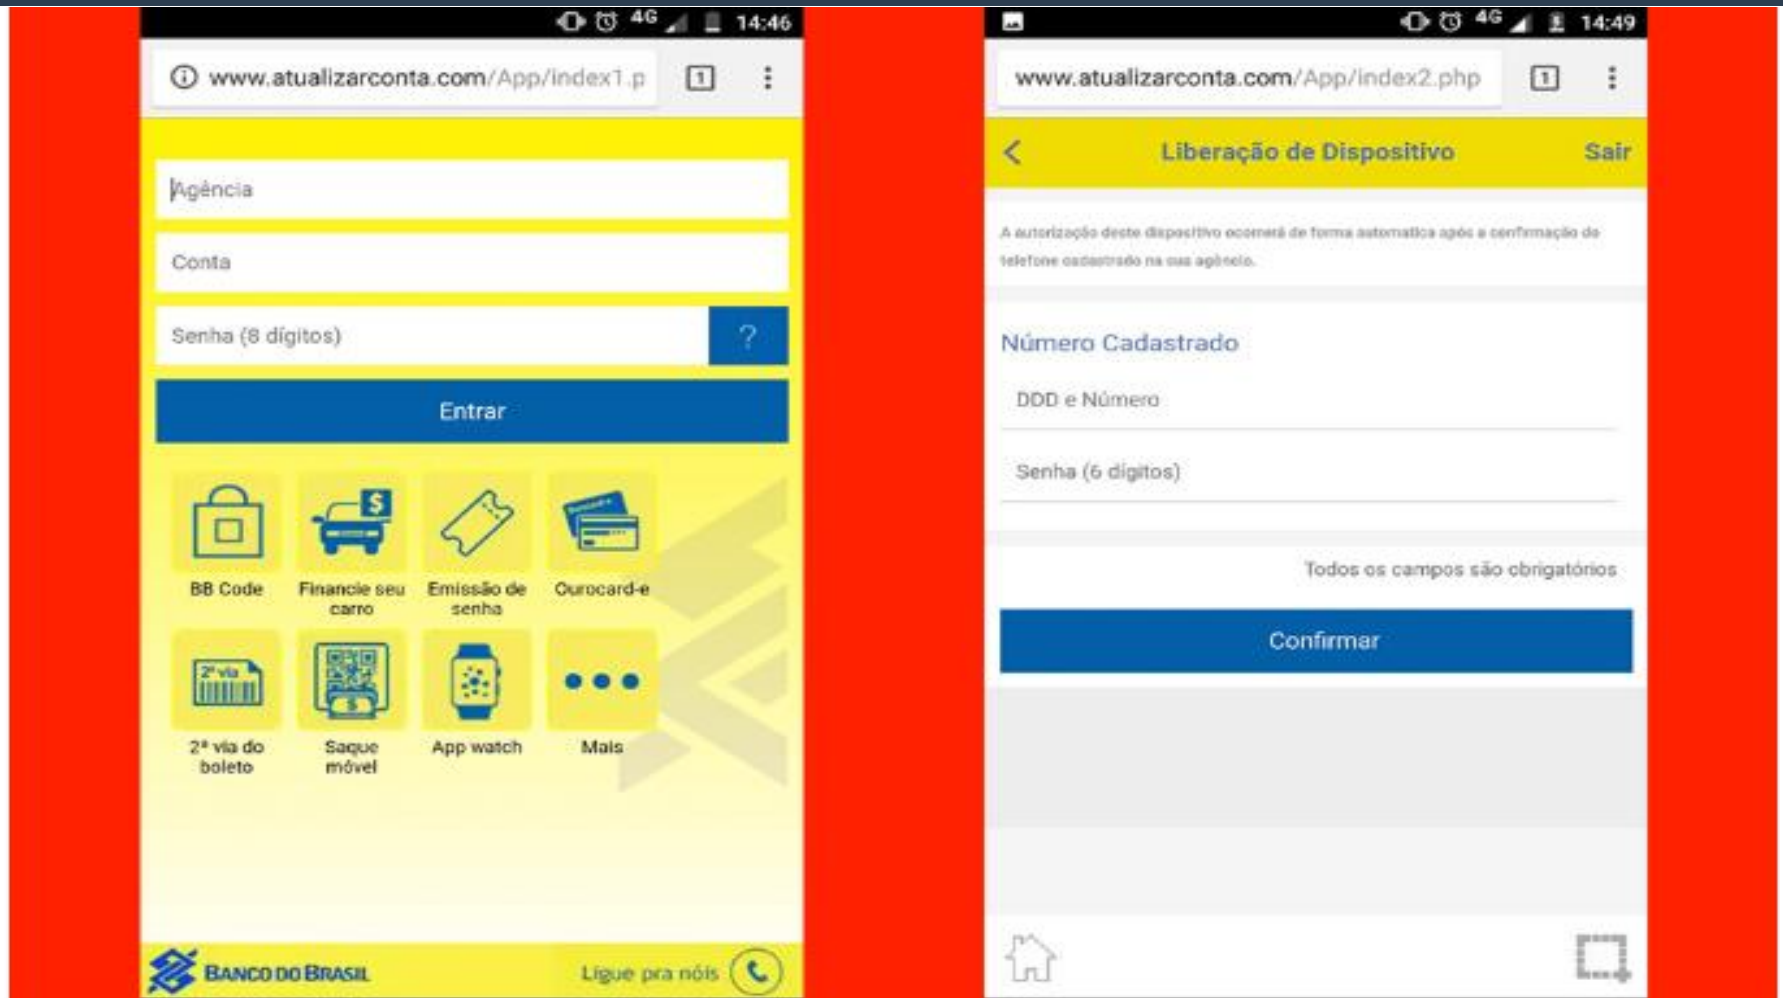 4G 14:46
www.atualizarconta.com/App/index1.p 1
Agência
Conta
Senha (8 dígitos) ?
Entrar
BB Code
Financie seu carro
Emissão de senha
Ourocard-e
2ª via
2ª via do boleto
Saque móvel
App watch
Mais
BANCO DO BRASIL
Ligue pra nóis
4G 14:49
www.atualizarconta.com/App/index2.php 1
Liberação de Dispositivo
Sair
A autorização deste dispositivo ocorrerá de forma automatica após a confirmação do
telefone cadastrado na sua agência.
Número Cadastrado
DDD e Número
Senha (6 dígitos)
Todos os campos são obrigatórios
Confirmar